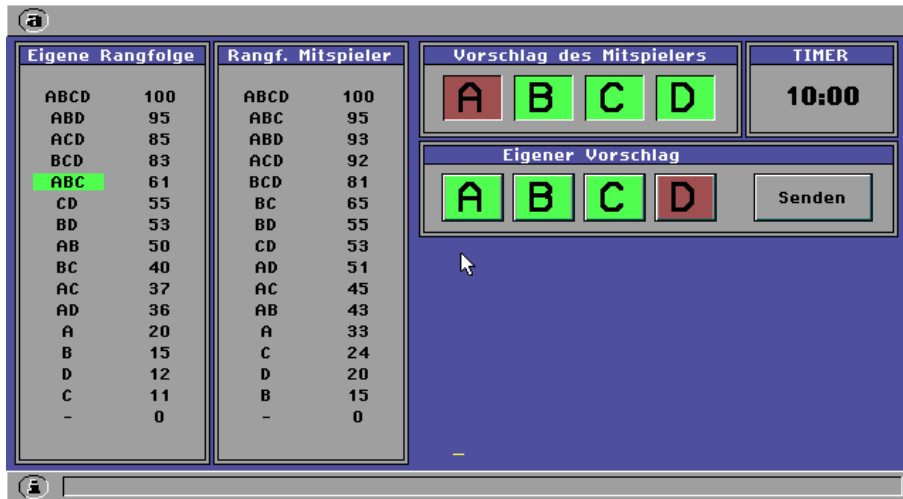 a
Eigene Rangfolge
ABCD 100
ABD 95
ACD 85
BCD 83
ABC 61
CD 55
BD 53
AB 50
BC 40
AC 37
AD 36
A 20
B 15
D 12
C 11
- 0
Rangf. Mitspieler
ABCD 100
ABC 95
ABD 93
ACD 92
BCD 81
BC 65
BD 55
CD 53
AD 51
AC 45
AB 43
A 33
C 24
D 20
B 15
- 0
Vorschlag des Mitspielers
A B C D
TIMER
10:00
Eigener Vorschlag
A B C D
Senden
i